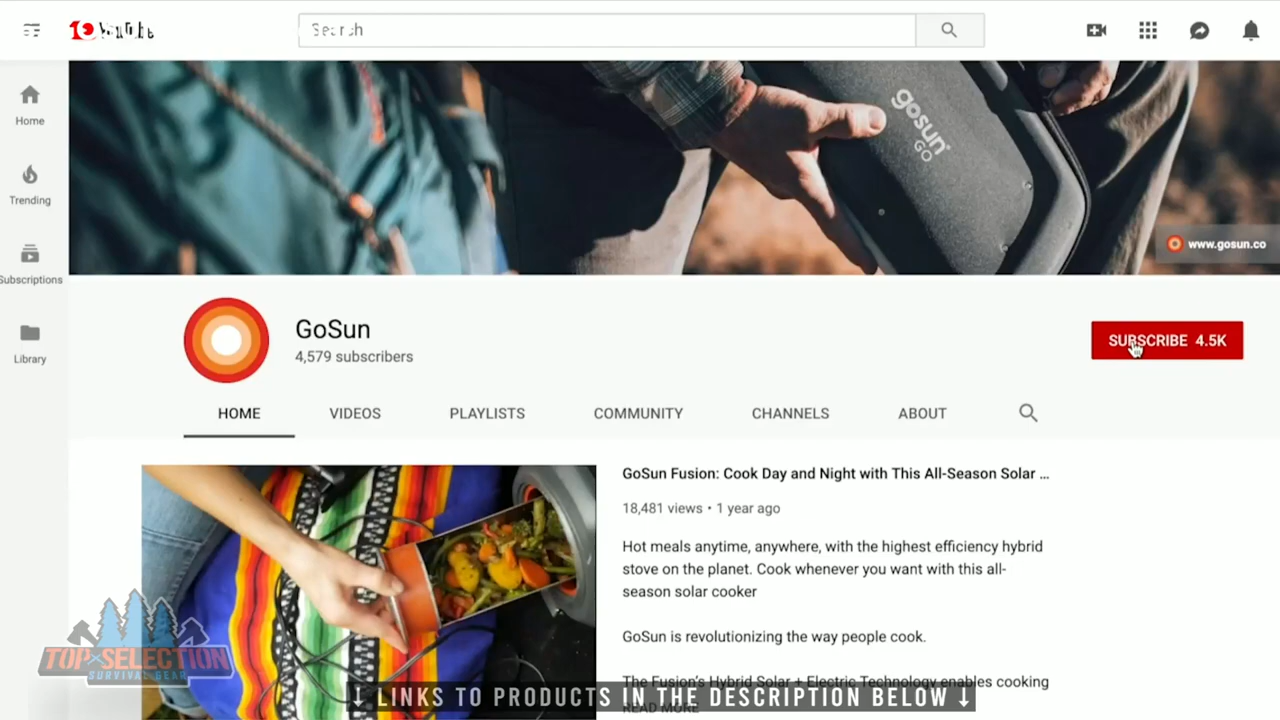 YouTube
Search
Home
Trending
Subscriptions
Library
gosun
GO
www.gosun.co
GoSun
4,579 subscribers
SUBSCRIBE 4.5K
HOME VIDEOS PLAYLISTS COMMUNITY CHANNELS ABOUT
GoSun Fusion: Cook Day and Night with This All-Season Solar ...
18,481 views • 1 year ago
Hot meals anytime, anywhere, with the highest efficiency hybrid
stove on the planet. Cook whenever you want with this all-
season solar cooker
GoSun is revolutionizing the way people cook.
The Fusion's Hybrid Solar + Electric Technology enables cooking
READ MORE
TOP SELECTION
SURVIVAL GEAR
↓ LINKS TO PRODUCTS IN THE DESCRIPTION BELOW ↓